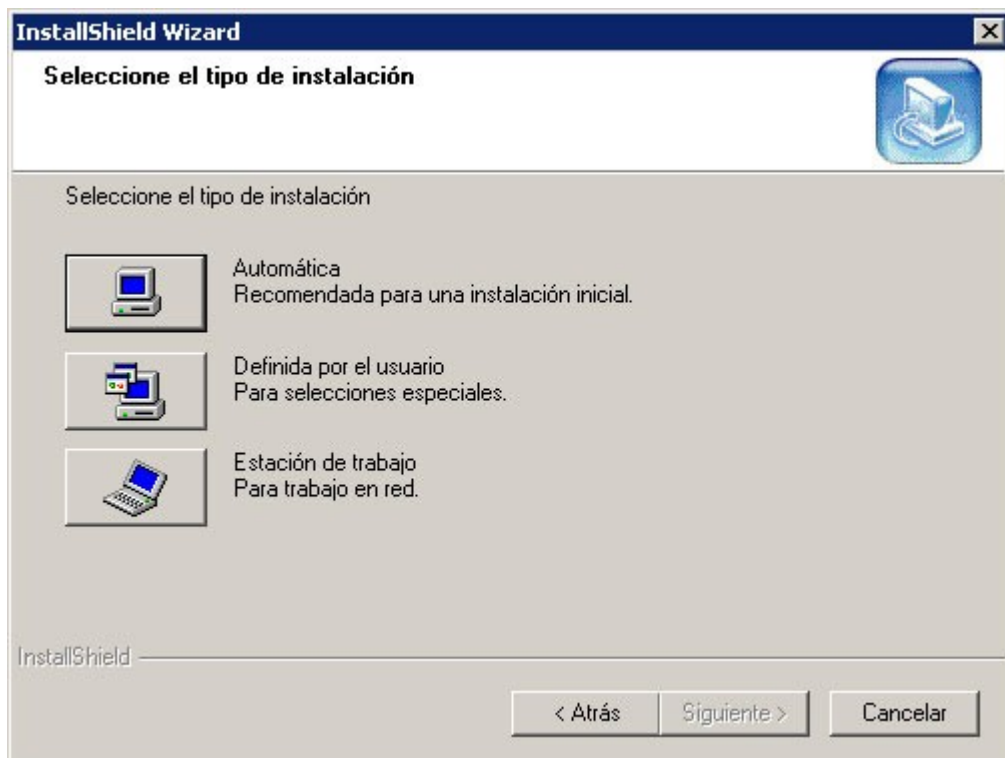 InstallShield Wizard
Seleccione el tipo de instalación
Seleccione el tipo de instalación
Automática
Recomendada para una instalación inicial.
Definida por el usuario
Para selecciones especiales.
Estación de trabajo
Para trabajo en red.
InstallShield
< Atrás
Siguiente >
Cancelar